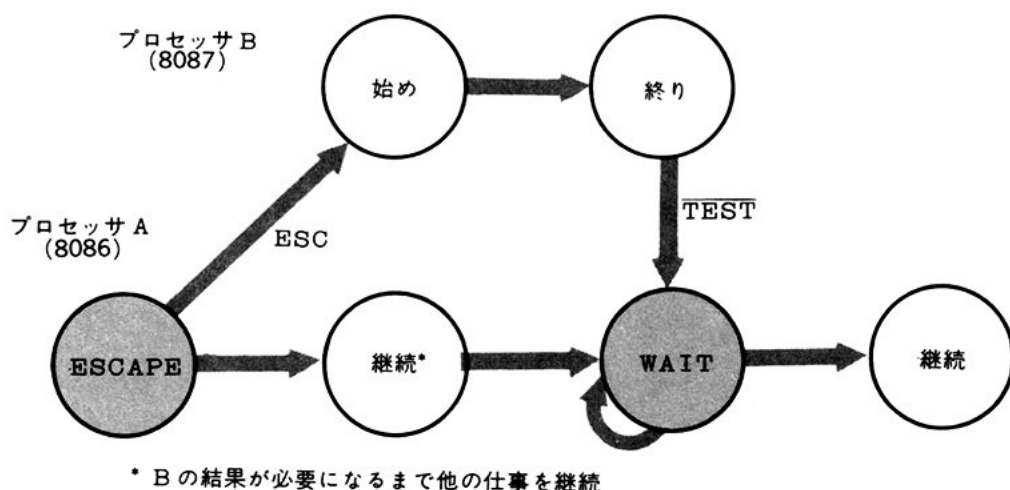 プロセッサB
(8087)
始め
終り
プロセッサA
(8086)
ESC
TEST
ESCAPE
継続*
WAIT
継続
* Bの結果が必要になるまで他の仕事を継続